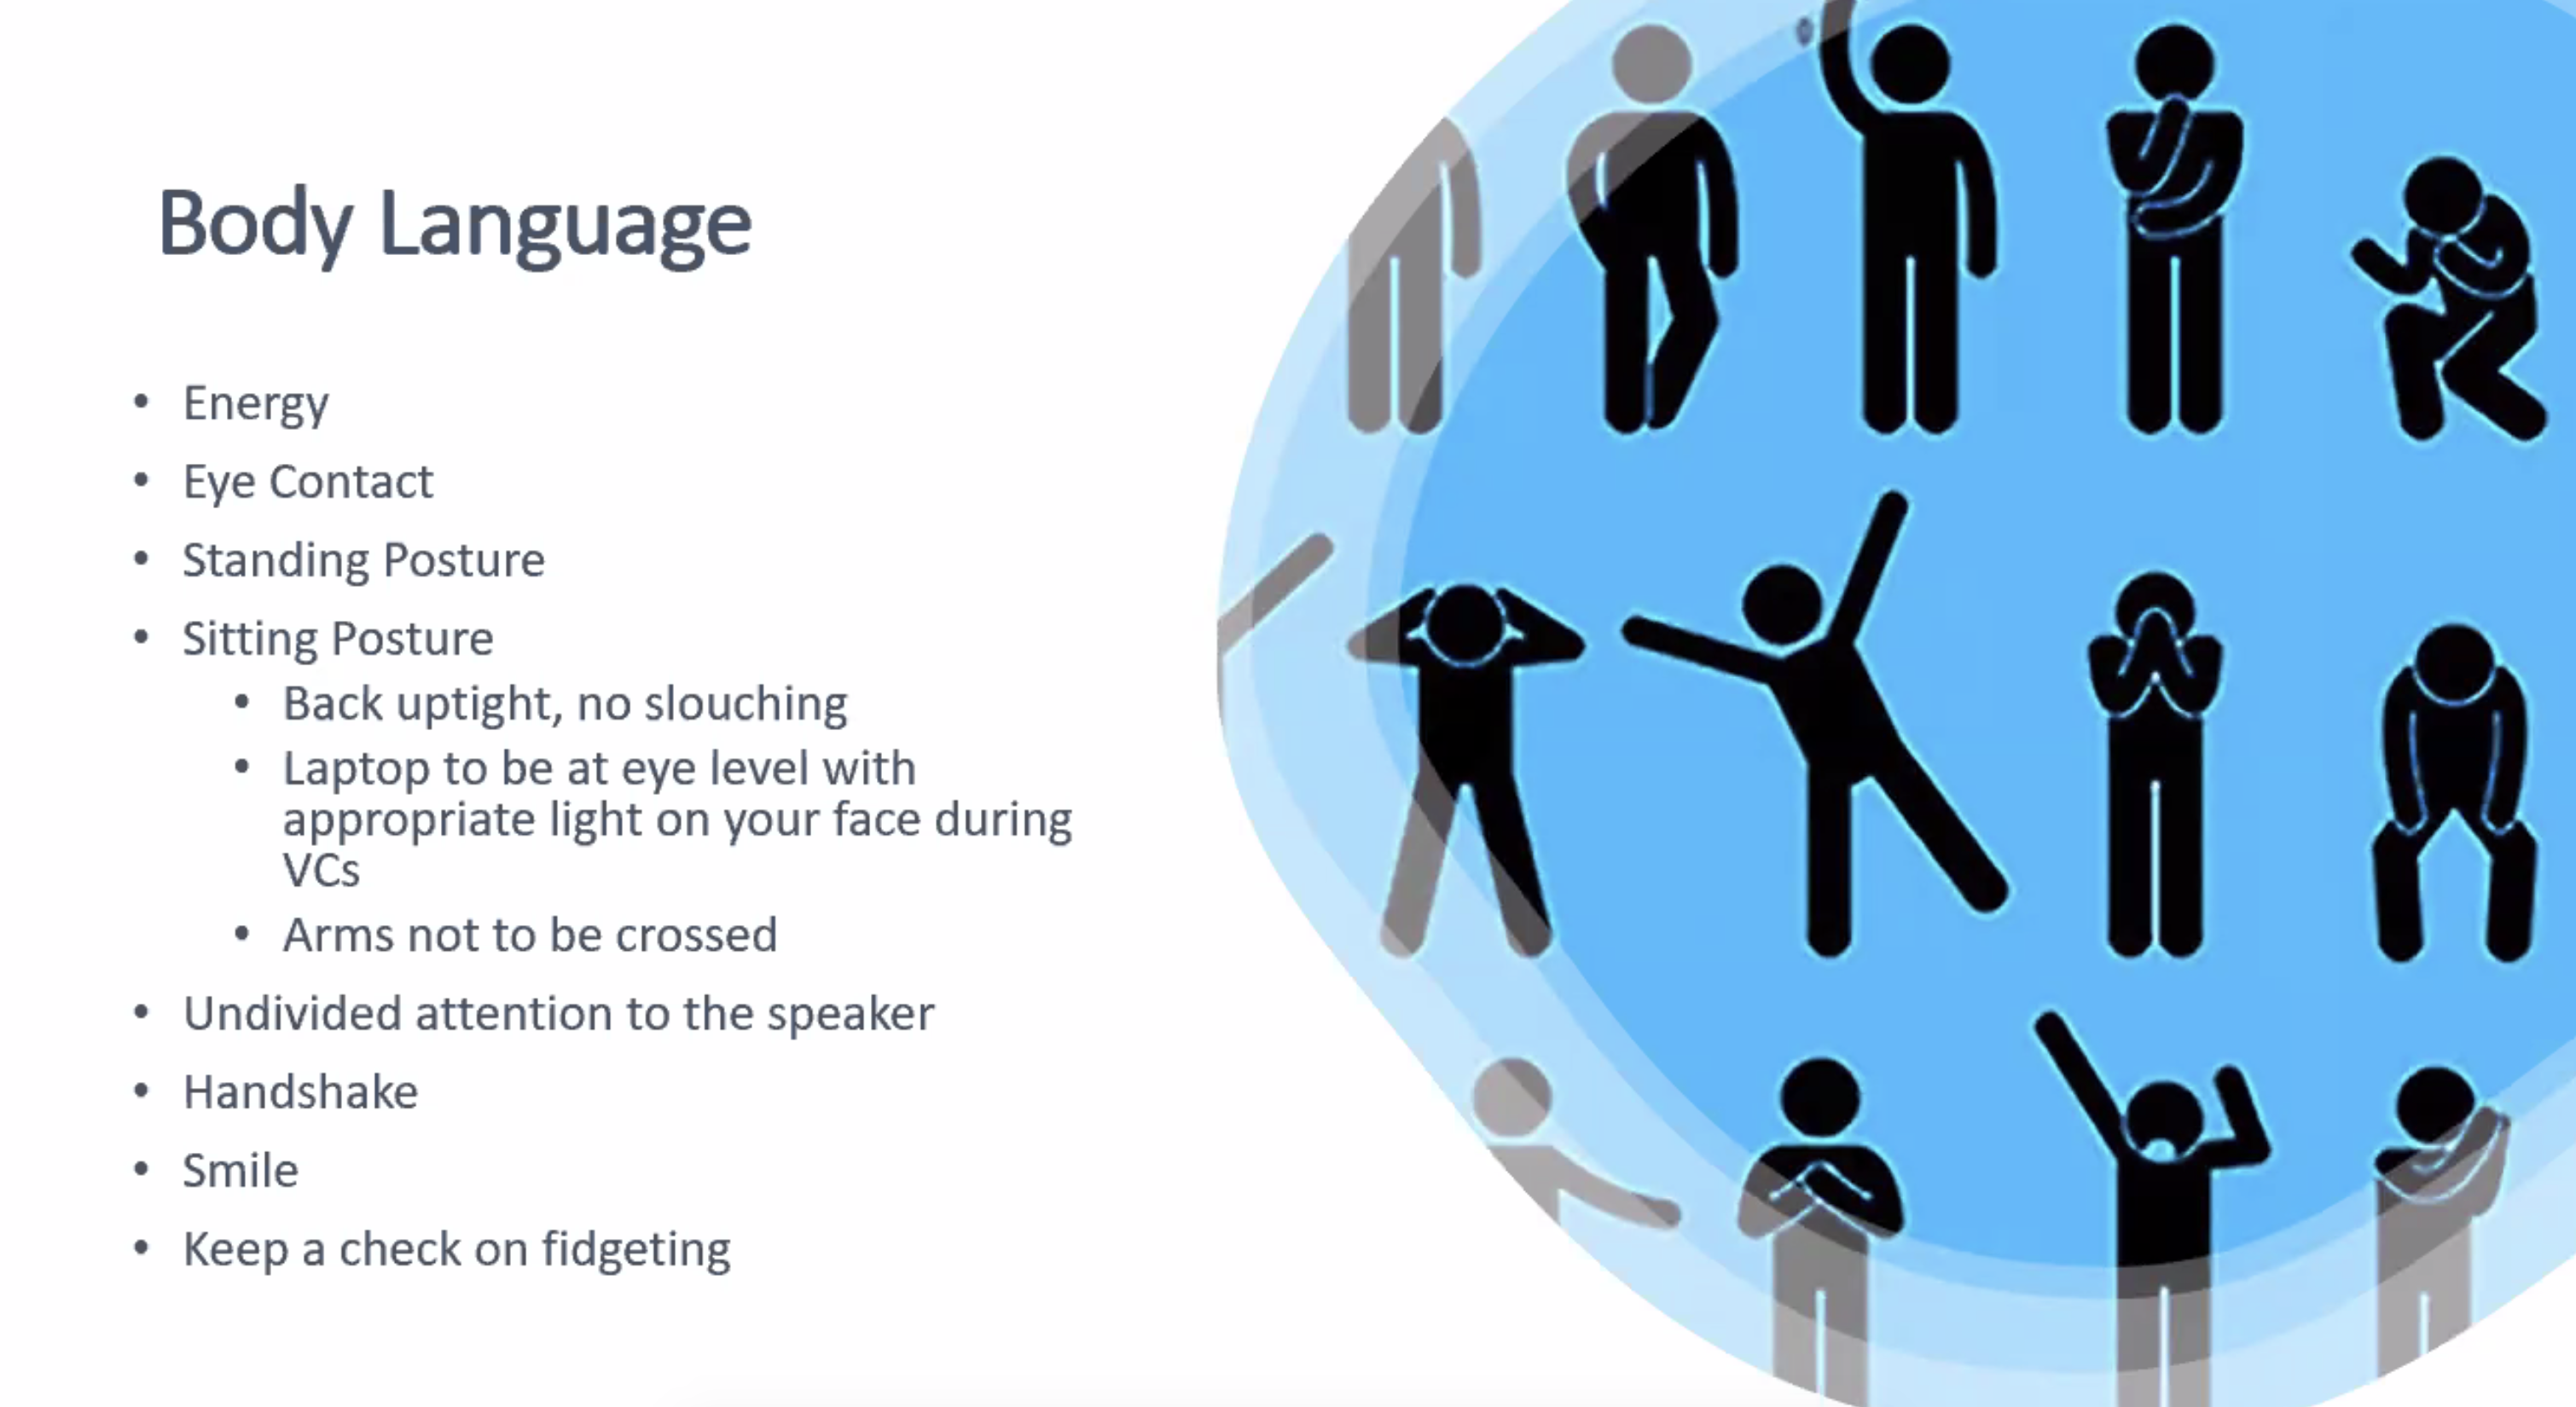 Body Language
• Energy
• Eye Contact
• Standing Posture
• Sitting Posture
• Back uptight, no slouching
• Laptop to be at eye level with
appropriate light on your face during
VCs
• Arms not to be crossed
• Undivided attention to the speaker
• Handshake
• Smile
• Keep a check on fidgeting